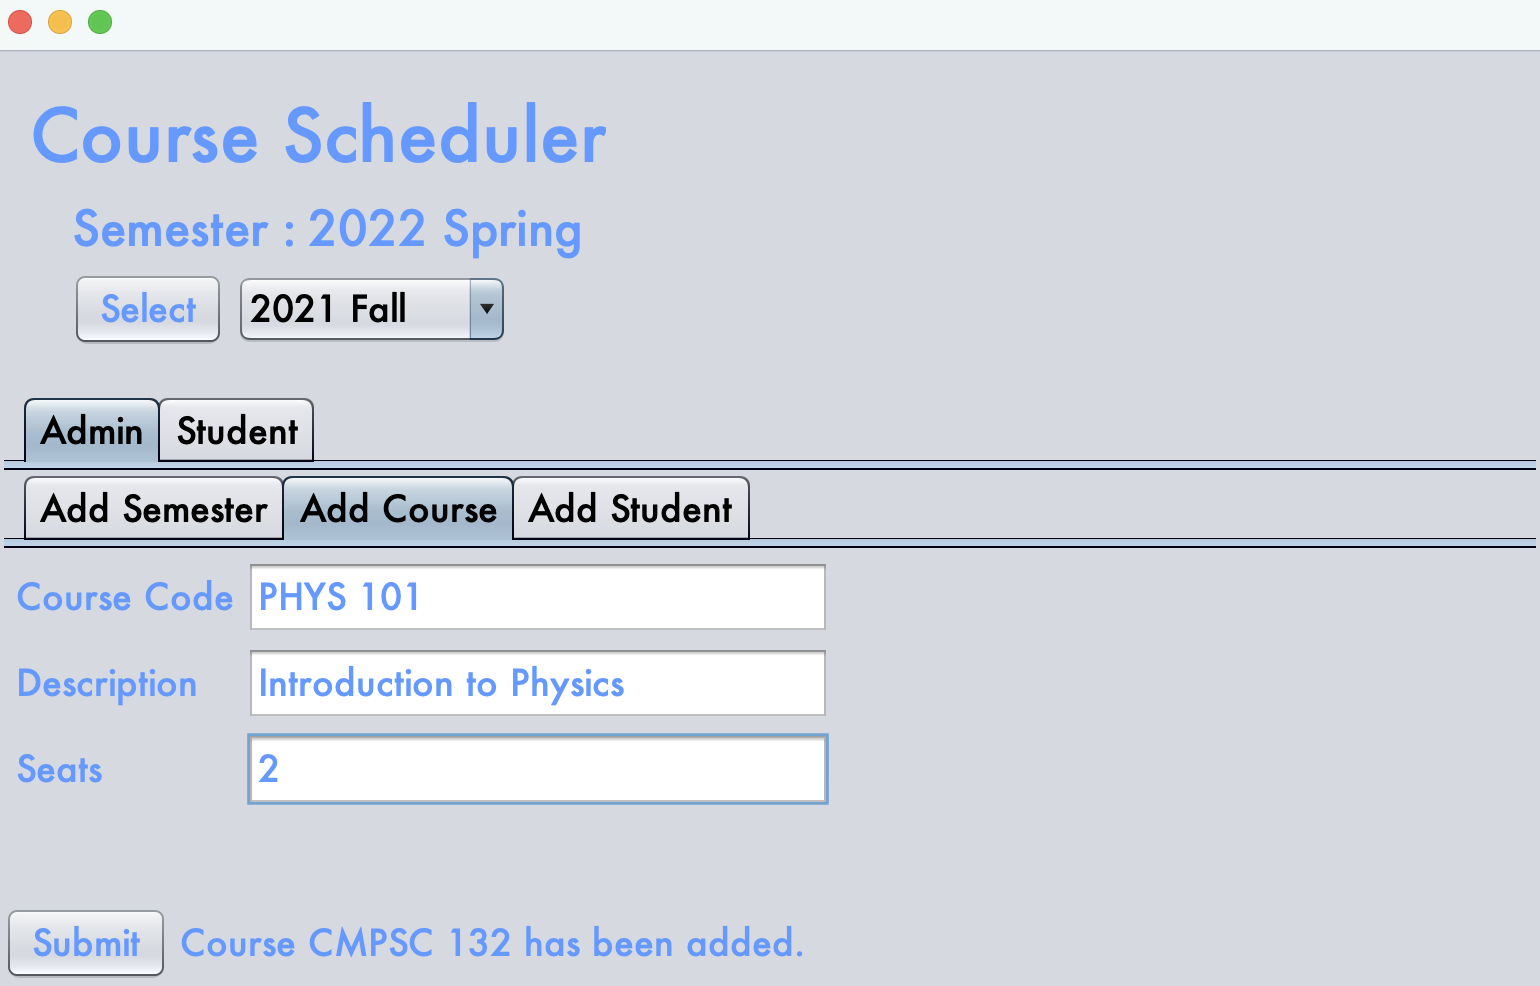 Course Scheduler
Semester : 2022 Spring
Select 2021 Fall
Admin Student
Add Semester Add Course Add Student
Course Code PHYS 101
Description Introduction to Physics
Seats 2
Submit Course CMPSC 132 has been added.